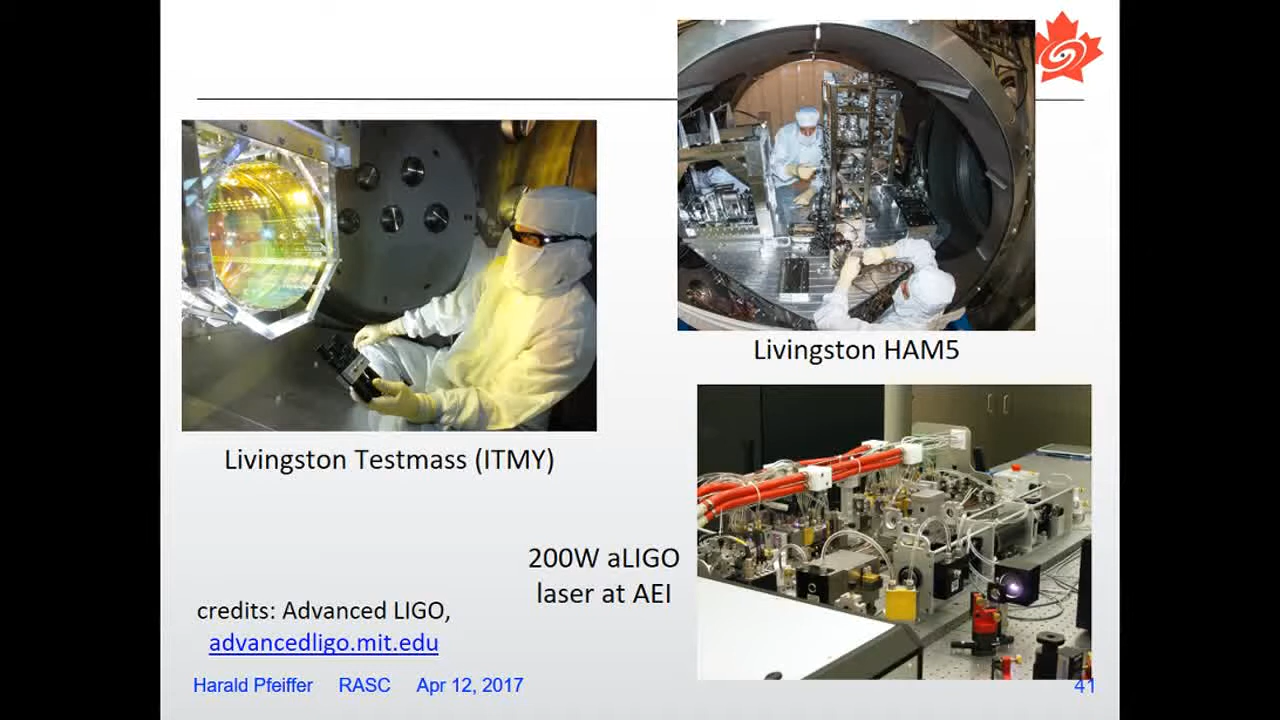 Livingston HAM5
Livingston Testmass (ITMY)
200W aLIGO
laser at AEI
credits: Advanced LIGO,
advancedligo.mit.edu
Harald Pfeiffer RASC Apr 12, 2017
41